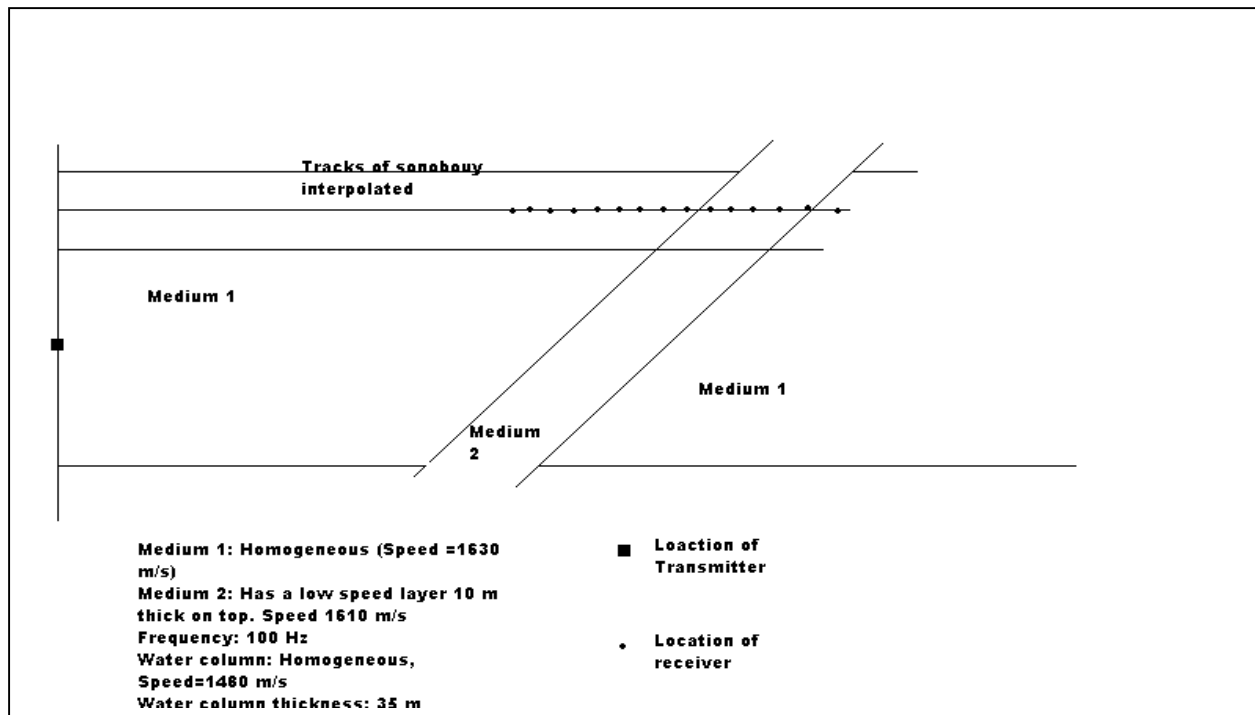 Tracks of sonobouy
interpolated
Medium 1
Medium 1
Medium
2
Medium 1: Homogeneous (Speed =1630
m/s)
Medium 2: Has a low speed layer 10 m
thick on top. Speed 1610 m/s
Frequency: 100 Hz
Water column: Homogeneous,
Speed=1460 m/s
Water column thickness: 35 m
Loaction of
Transmitter
Location of
receiver